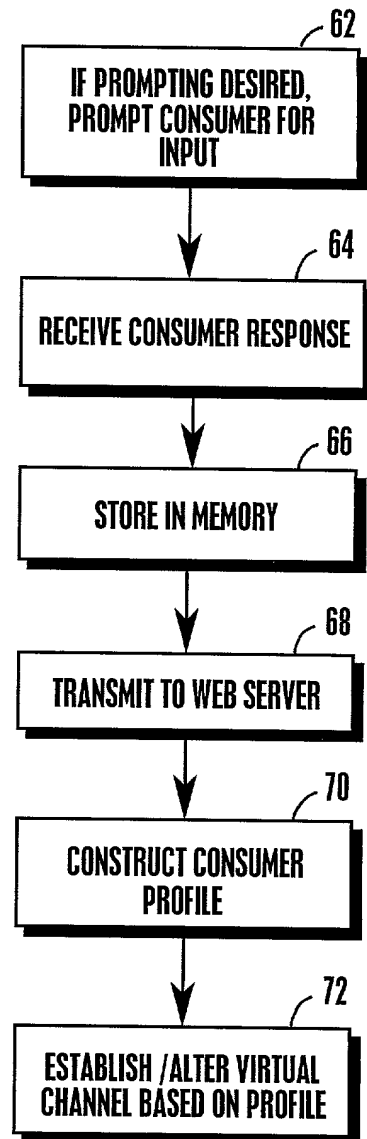 62
IF PROMPTING DESIRED,
PROMPT CONSUMER FOR
INPUT
64
RECEIVE CONSUMER RESPONSE
66
STORE IN MEMORY
68
TRANSMIT TO WEB SERVER
70
CONSTRUCT CONSUMER
PROFILE
72
ESTABLISH /ALTER VIRTUAL
CHANNEL BASED ON PROFILE